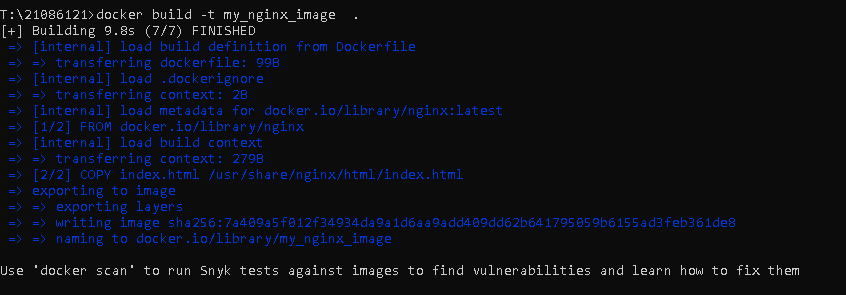 T:\21086121>docker build -t my_nginx_image  .
[+] Building 9.8s (7/7) FINISHED
=> [internal] load build definition from Dockerfile
=> => transferring dockerfile: 99B
=> [internal] load .dockerignore
=> => transferring context: 2B
=> [internal] load metadata for docker.io/library/nginx:latest
=> [1/2] FROM docker.io/library/nginx
=> [internal] load build context
=> => transferring context: 279B
=> [2/2] COPY index.html /usr/share/nginx/html/index.html
=> exporting to image
=> => exporting layers
=> => writing image sha256:7a409a5f012f34934da9a1d6aa9add409dd62b641795059b6155ad3feb361de8
=> => naming to docker.io/library/my_nginx_image
Use 'docker scan' to run Snyk tests against images to find vulnerabilities and learn how to fix them